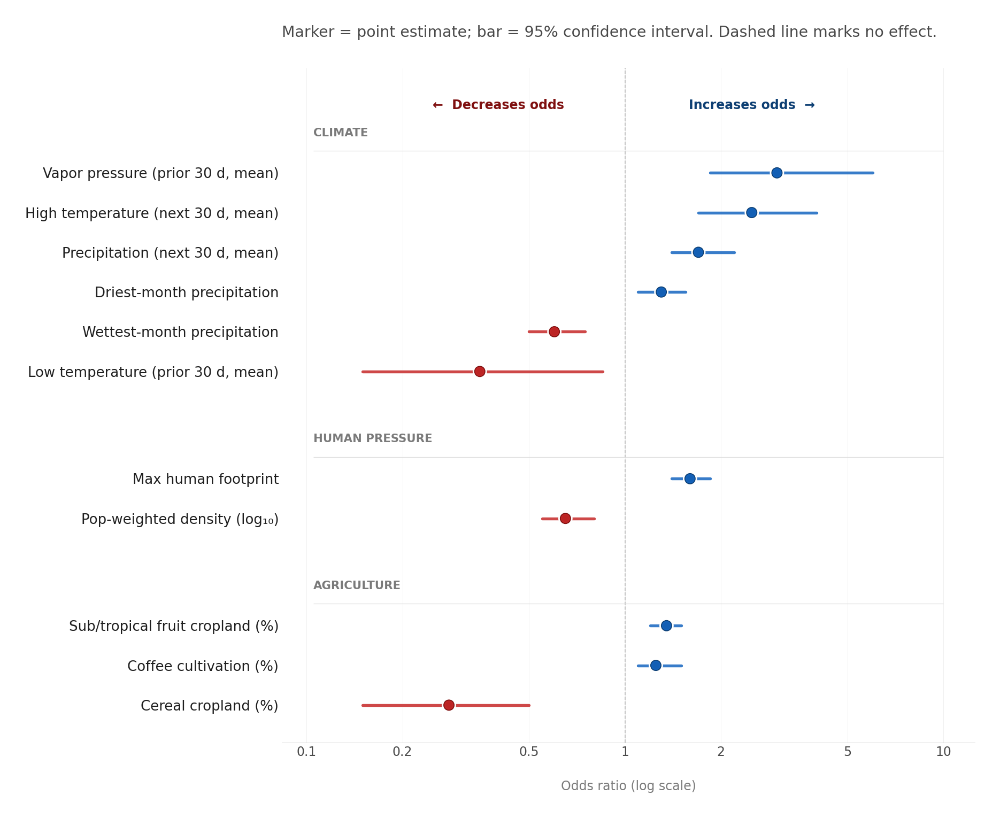 Marker = point estimate; bar = 95% confidence interval. Dashed line marks no effect.
← Decreases odds
Increases odds →
CLIMATE
Vapor pressure (prior 30 d, mean)
High temperature (next 30 d, mean)
Precipitation (next 30 d, mean)
Driest-month precipitation
Wettest-month precipitation
Low temperature (prior 30 d, mean)
HUMAN PRESSURE
Max human footprint
Pop-weighted density (log₁₀)
AGRICULTURE
Sub/tropical fruit cropland (%)
Coffee cultivation (%)
Cereal cropland (%)
0.1 0.2 0.5 1 2 5 10
Odds ratio (log scale)